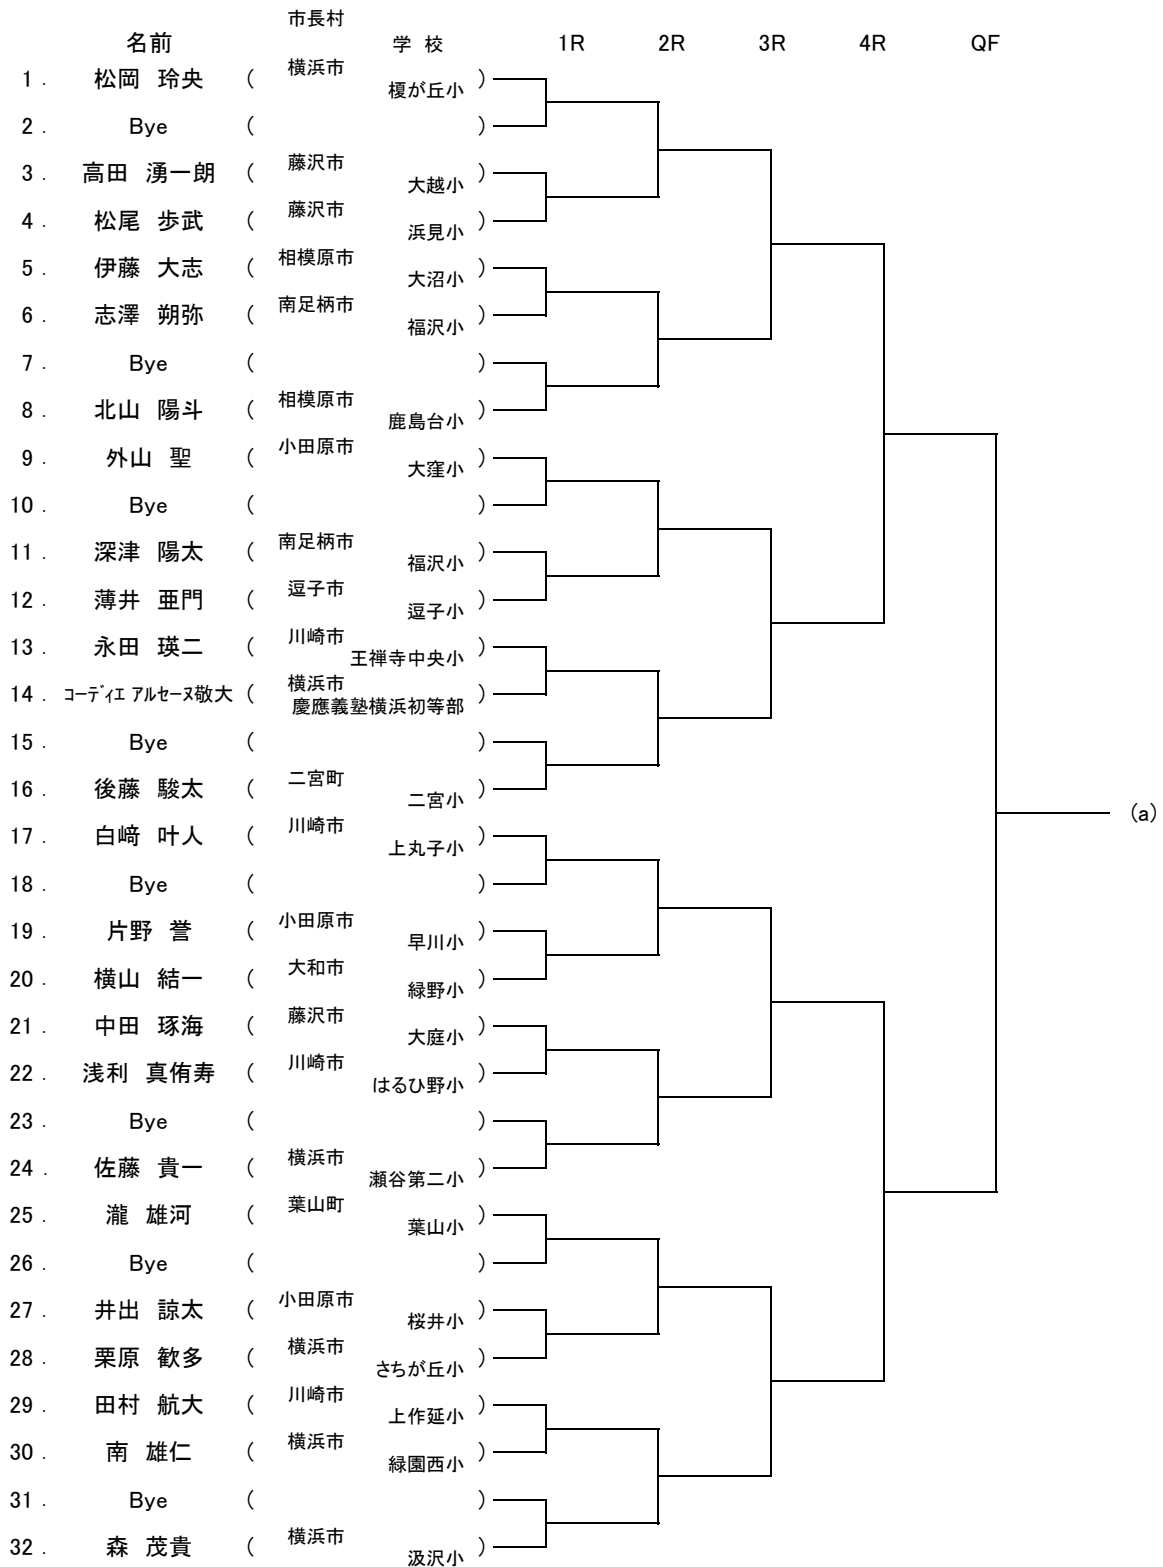 市長村
名前 学 校 1R 2R 3R 4R QF
1 . 松岡 玲央 ( 横浜市 榎が丘小 )
2 . Bye ( )
3 . 高田 湧一朗 ( 藤沢市 大越小 )
4 . 松尾 歩武 ( 藤沢市 浜見小 )
5 . 伊藤 大志 ( 相模原市 大沼小 )
6 . 志澤 朔弥 ( 南足柄市 福沢小 )
7 . Bye ( )
8 . 北山 陽斗 ( 相模原市 鹿島台小 )
9 . 外山 聖 ( 小田原市 大窪小 )
10 . Bye ( )
11 . 深津 陽太 ( 南足柄市 福沢小 )
12 . 薄井 亜門 ( 逗子市 逗子小 )
13 . 永田 瑛二 ( 川崎市 王禅寺中央小 )
14 . コーディエ アルセーヌ敬大 ( 横浜市 慶應義塾横浜初等部 )
15 . Bye ( )
16 . 後藤 駿太 ( 二宮町 二宮小 )
(a)
17 . 白﨑 叶人 ( 川崎市 上丸子小 )
18 . Bye ( )
19 . 片野 誉 ( 小田原市 早川小 )
20 . 横山 結一 ( 大和市 緑野小 )
21 . 中田 琢海 ( 藤沢市 大庭小 )
22 . 浅利 真侑寿 ( 川崎市 はるひ野小 )
23 . Bye ( )
24 . 佐藤 貴一 ( 横浜市 瀬谷第二小 )
25 . 瀧 雄河 ( 葉山町 葉山小 )
26 . Bye ( )
27 . 井出 諒太 ( 小田原市 桜井小 )
28 . 栗原 歓多 ( 横浜市 さちが丘小 )
29 . 田村 航大 ( 川崎市 上作延小 )
30 . 南 雄仁 ( 横浜市 緑園西小 )
31 . Bye ( )
32 . 森 茂貴 ( 横浜市 汲沢小 )